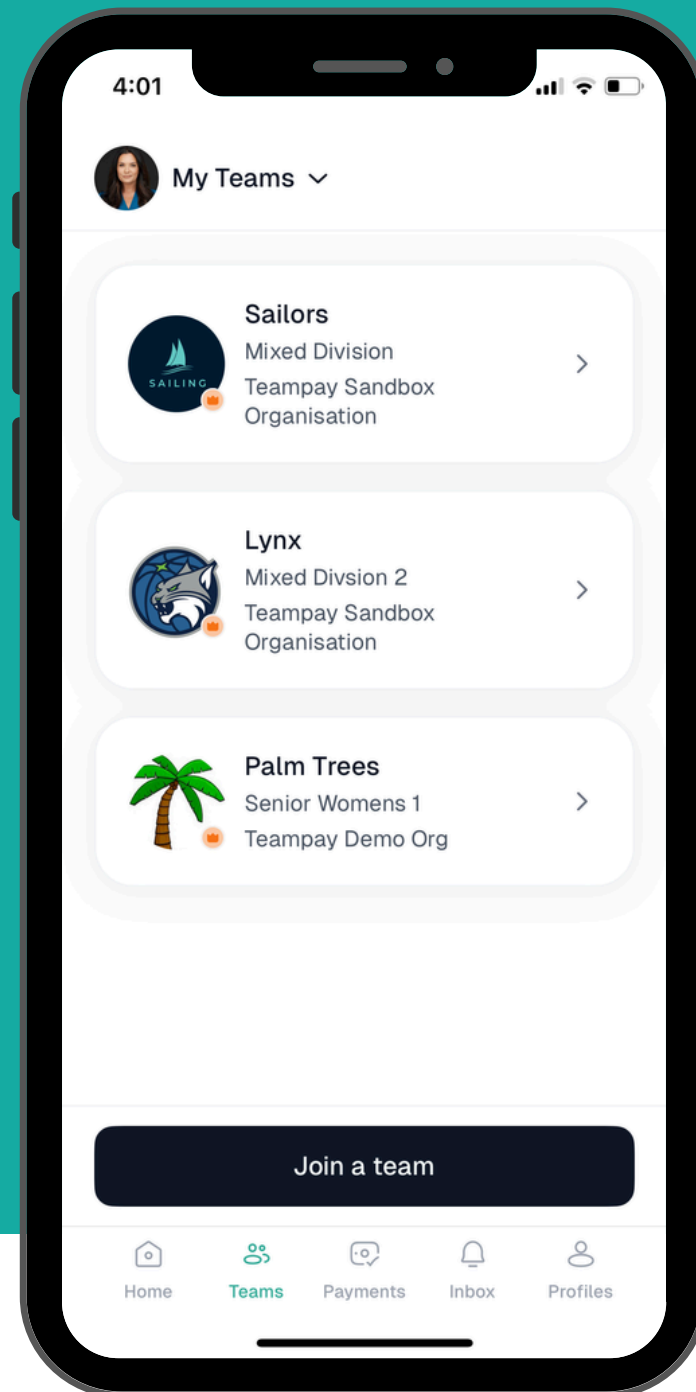 4:01
My Teams
Sailors
Mixed Division
Teampay Sandbox
Organisation
SAILING
Lynx
Mixed Divsion 2
Teampay Sandbox
Organisation
Palm Trees
Senior Womens 1
Teampay Demo Org
Join a team
Home
Teams
Payments
Inbox
Profiles